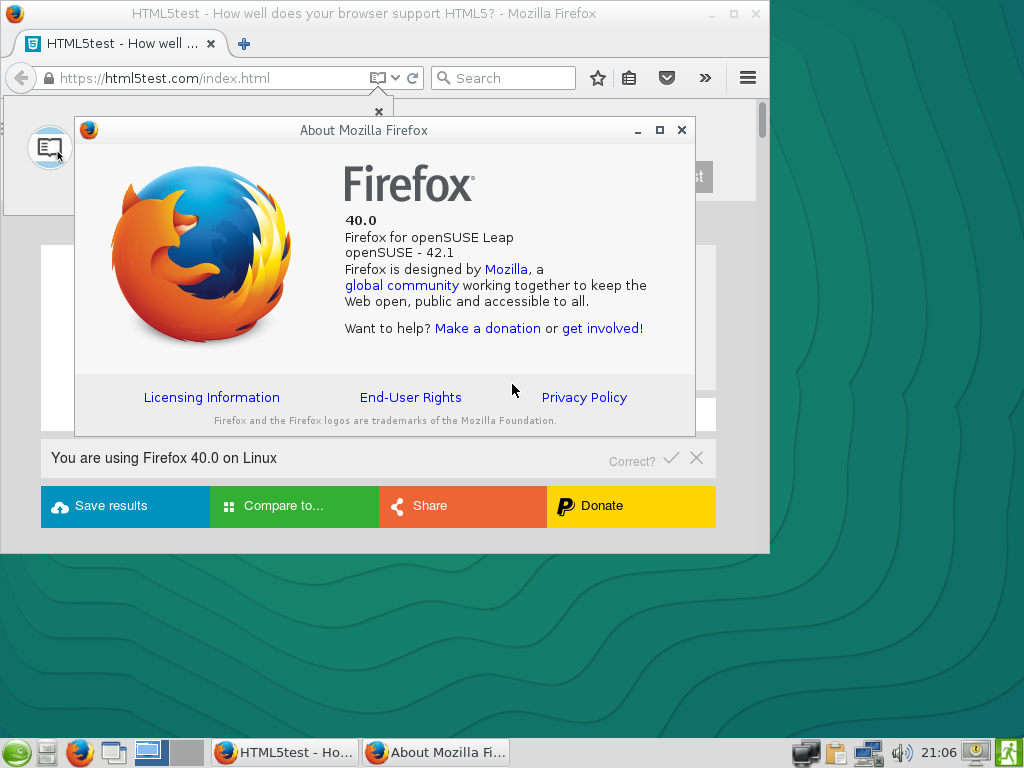 HTML5test - How well does your browser support HTML5? - Mozilla Firefox
HTML5test - How well ...
https://html5test.com/index.html
Search
About Mozilla Firefox
st
Firefox
40.0
Firefox for openSUSE Leap
openSUSE - 42.1
Firefox is designed by Mozilla, a
global community working together to keep the
Web open, public and accessible to all.
Want to help? Make a donation or get involved!
Licensing Information
End-User Rights
Privacy Policy
Firefox and the Firefox logos are trademarks of the Mozilla Foundation.
You are using Firefox 40.0 on Linux
Correct?
Save results
Compare to...
Share
Donate
HTML5test - Ho...
About Mozilla Fi...
21:06